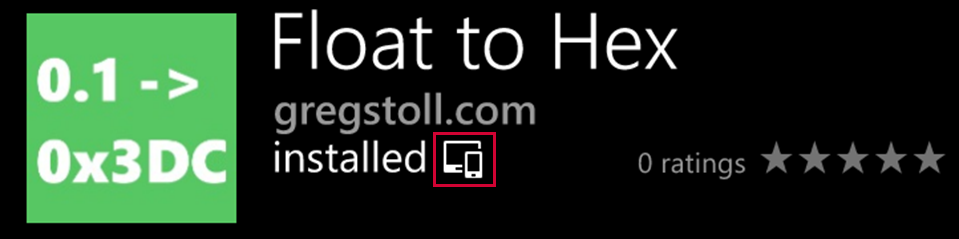 0.1 ->
0x3DC
Float to Hex
gregstoll.com
installed
0 ratings